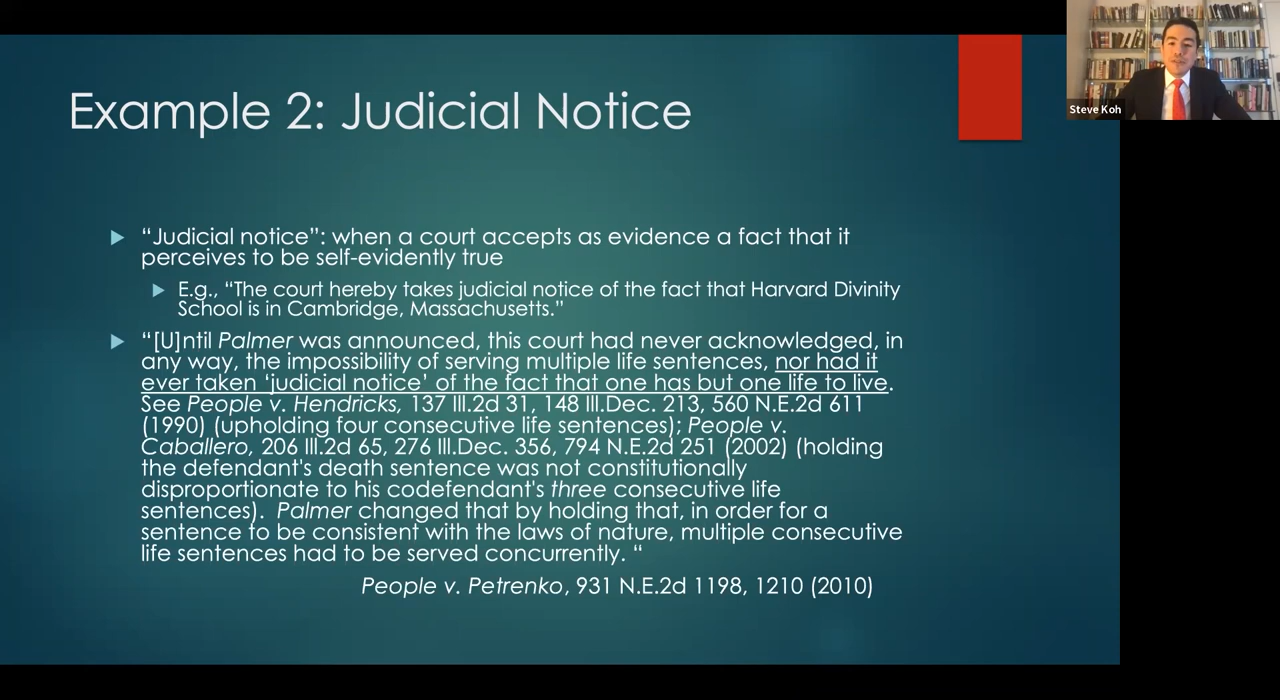 Example 2: Judicial Notice
Steve Koh
“Judicial notice”: when a court accepts as evidence a fact that it
perceives to be self-evidently true
E.g., “The court hereby takes judicial notice of the fact that Harvard Divinity
School is in Cambridge, Massachusetts.”
“[U]ntil Palmer was announced, this court had never acknowledged, in
any way, the impossibility of serving multiple life sentences, nor had it
ever taken ‘judicial notice’ of the fact that one has but one life to live.
See People v. Hendricks, 137 Ill.2d 31, 148 Ill.Dec. 213, 560 N.E.2d 611
(1990) (upholding four consecutive life sentences); People v.
Caballero, 206 Ill.2d 65, 276 Ill.Dec. 356, 794 N.E.2d 251 (2002) (holding
the defendant's death sentence was not constitutionally
disproportionate to his codefendant's three consecutive life
sentences).  Palmer changed that by holding that, in order for a
sentence to be consistent with the laws of nature, multiple consecutive
life sentences had to be served concurrently. “
People v. Petrenko, 931 N.E.2d 1198, 1210 (2010)